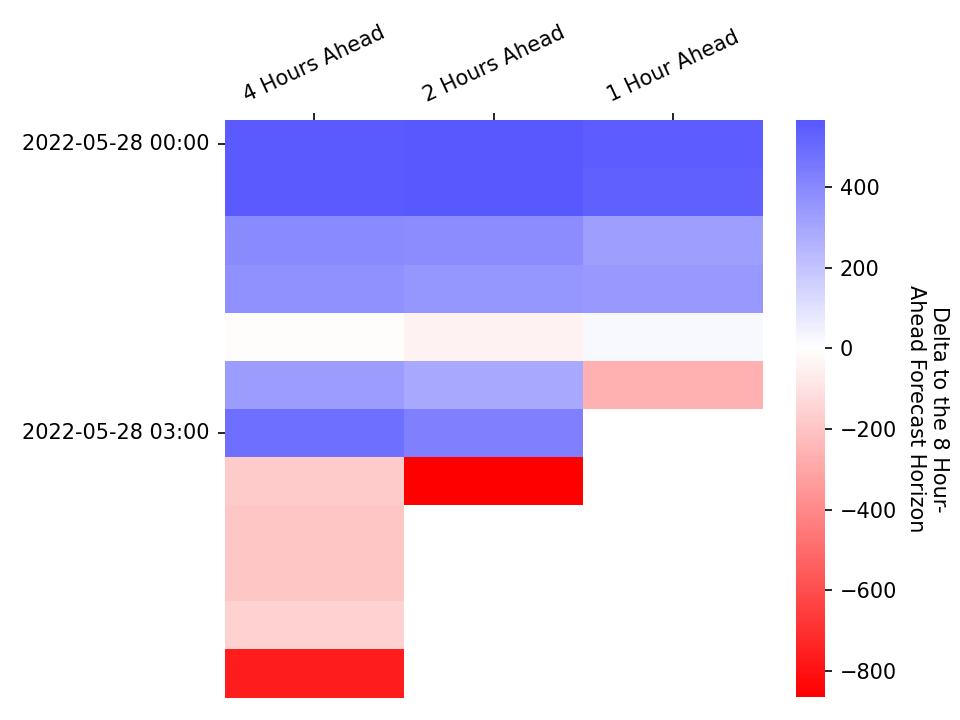 4 Hours Ahead
2 Hours Ahead
1 Hour Ahead
2022-05-28 00:00
2022-05-28 03:00
400
200
0
−200
−400
−600
−800
Delta to the 8 Hour-
Ahead Forecast Horizon